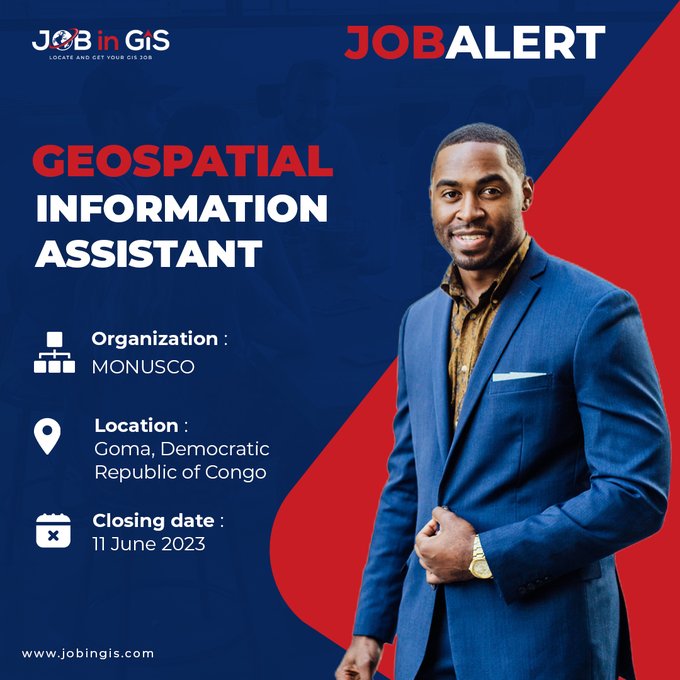 JOB in GiS
LOCATE AND GET YOUR GIS JOB
JOBALERT
GEOSPATIAL
INFORMATION
ASSISTANT
Organization :
MONUSCO
Location :
Goma, Democratic
Republic of Congo
Closing date :
11 June 2023
www.jobingis.com